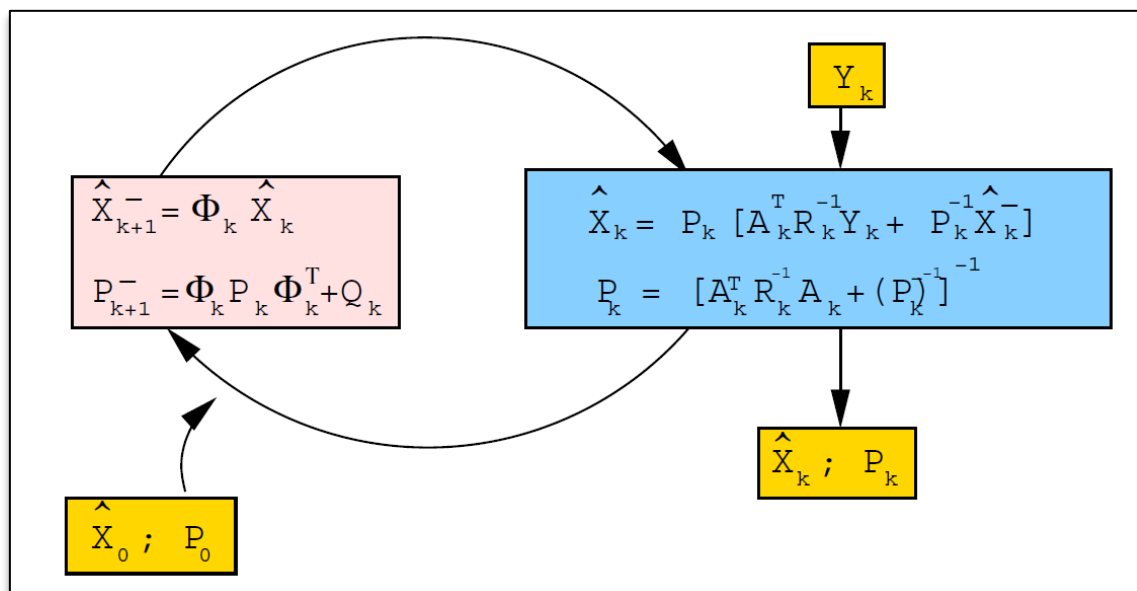 Y_k
X̂^-_{k+1} = Φ_k X̂_k
P^-_{k+1} = Φ_k P_k Φ_k^T + Q_k
X̂_k = P_k [A_k^T R_k^{-1} Y_k + P_k^{-1} X̂_k^-]
P_k = [A_k^T R_k^{-1} A_k + (P_k^-)^{-1}]^{-1}
X̂_k ; P_k
X̂_0 ; P_0